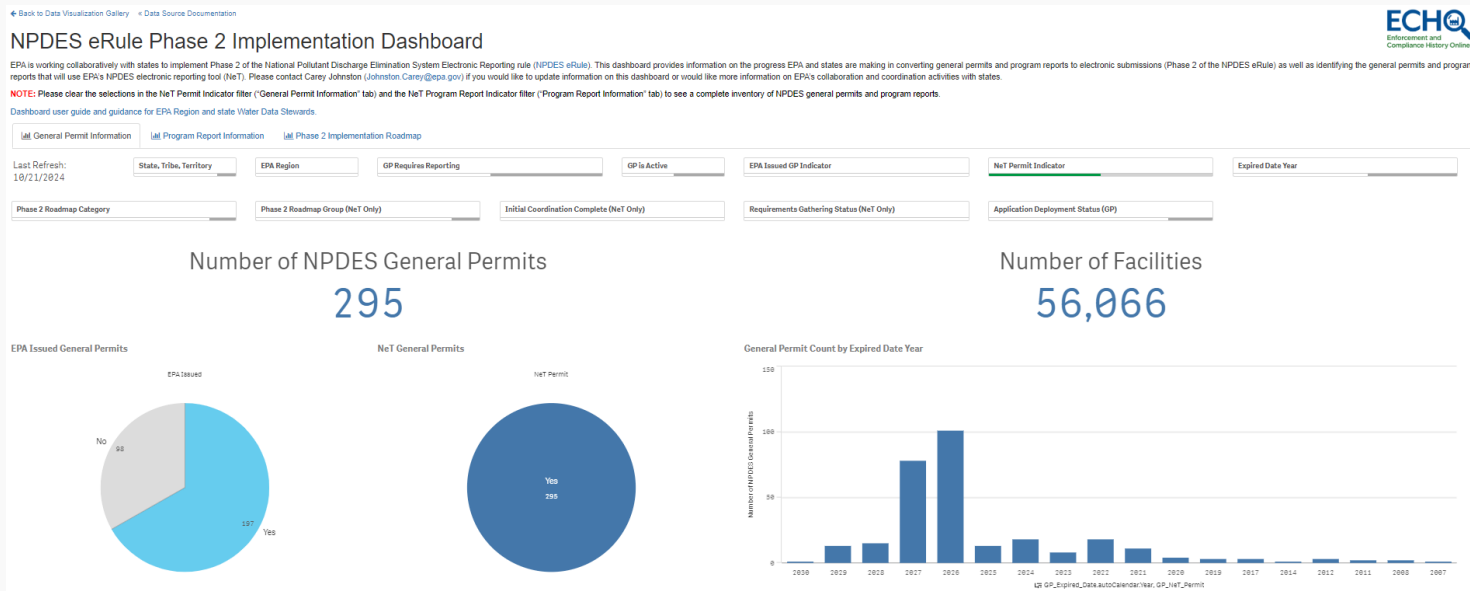 Back to Data Visualization Gallery < Data Source Documentation
ECHO
Enforcement and
Compliance History Online
NPDES eRule Phase 2 Implementation Dashboard
EPA is working collaboratively with states to implement Phase 2 of the National Pollutant Discharge Elimination System Electronic Reporting rule (NPDES eRule). This dashboard provides information on the progress EPA and states are making in converting general permits and program reports to electronic submissions (Phase 2 of the NPDES eRule) as well as identifying the general permits and program
reports that will use EPA's NPDES electronic reporting tool (NeT). Please contact Carey Johnston (Johnston.Carey@epa.gov) if you would like to update information on this dashboard or would like more information on EPA's collaboration and coordination activities with states.
NOTE: Please clear the selections in the NeT Permit Indicator filter ("General Permit Information" tab) and the NeT Program Report Indicator filter ("Program Report Information" tab) to see a complete inventory of NPDES general permits and program reports.
Dashboard user guide and guidance for EPA Region and state Water Data Stewards.
General Permit Information Program Report Information Phase 2 Implementation Roadmap
Last Refresh:
10/21/2024
State, Tribe, Territory EPA Region GP Requires Reporting GP is Active EPA Issued GP Indicator NeT Permit Indicator Expired Date Year
Phase 2 Roadmap Category Phase 2 Roadmap Group (NeT Only) Initial Coordination Complete (NeT Only) Requirements Gathering Status (NeT Only) Application Deployment Status (GP)
Number of NPDES General Permits
295
Number of Facilities
56,066
EPA Issued General Permits
EPA Issued
No
98
197
Yes
NeT General Permits
NeT Permit
Yes
295
General Permit Count by Expired Date Year
Number of NPDES General Permits
150
100
50
0
2030 2029 2028 2027 2026 2025 2024 2023 2022 2021 2020 2019 2017 2014 2012 2011 2008 2007
GP_Expired_Date.autoCalendar.Year, GP_NeT_Permit